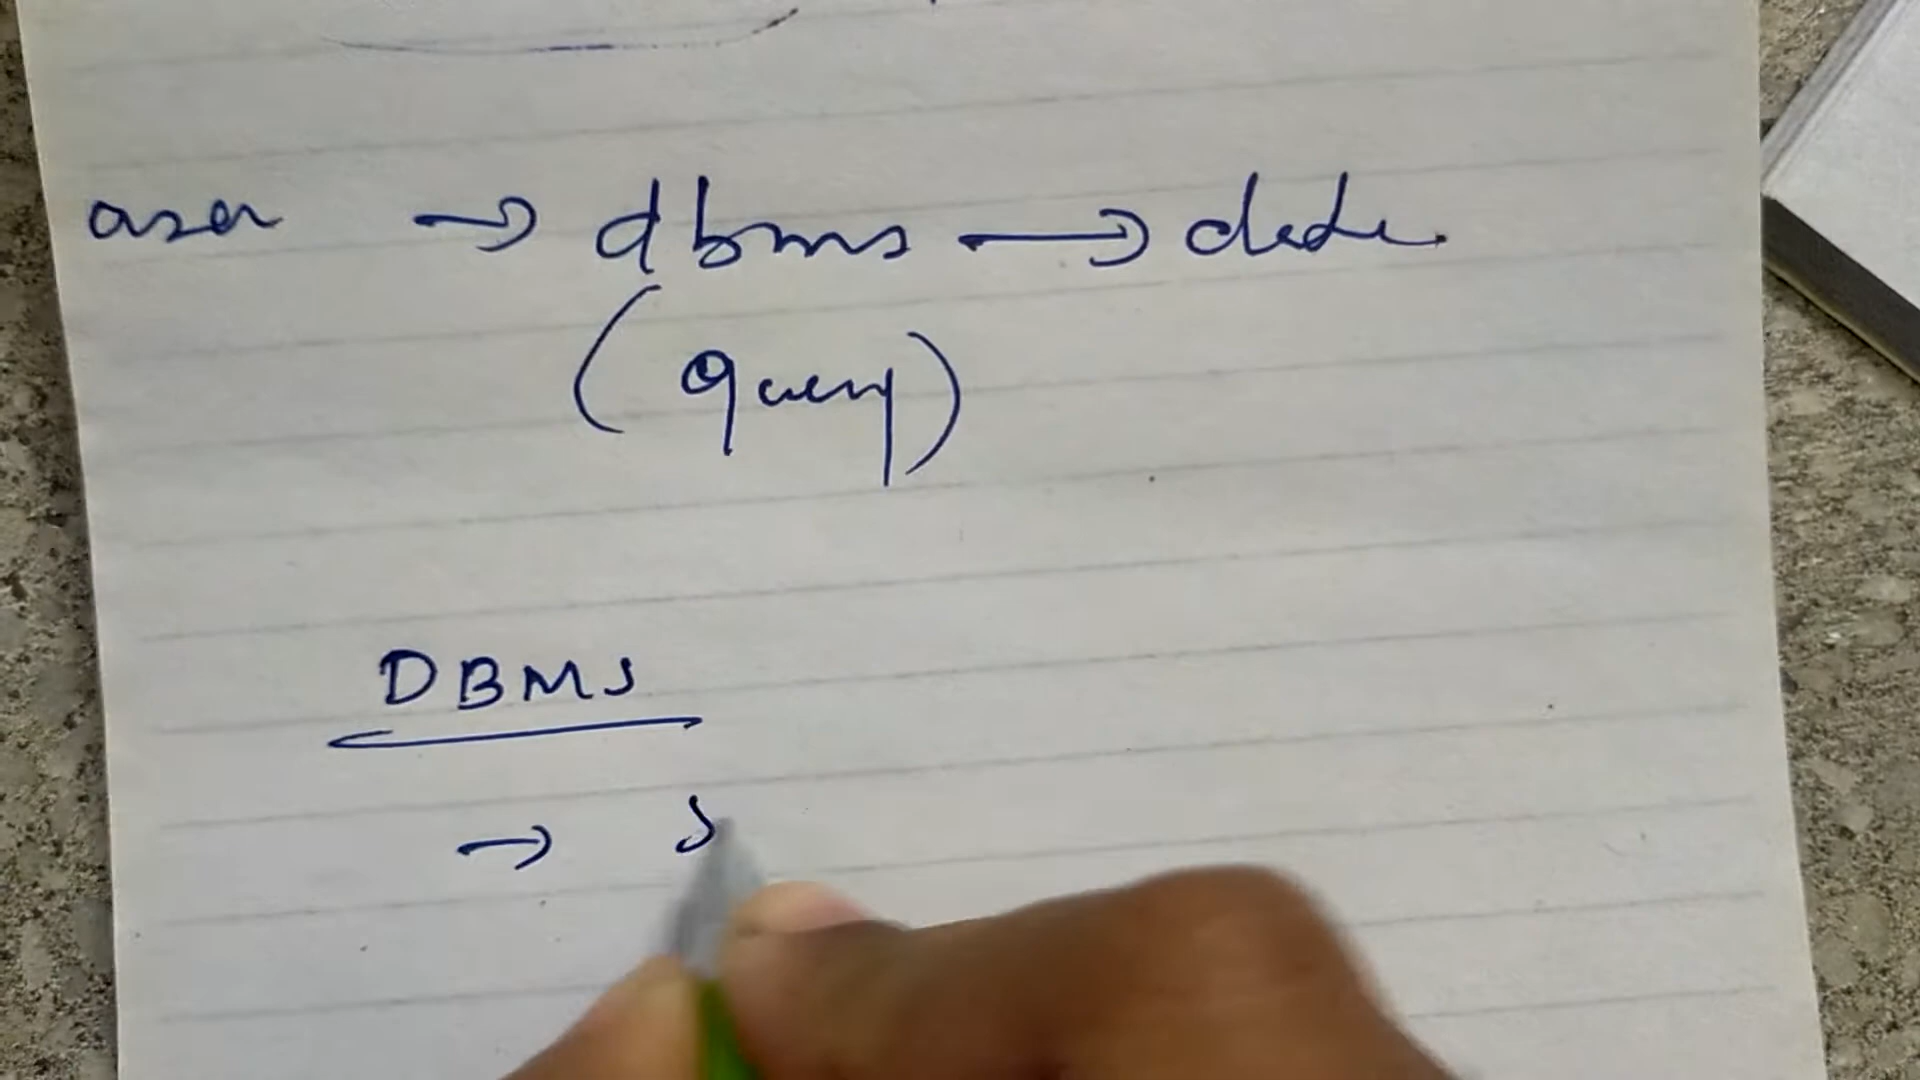 user → dbms → data
(query)
DBMS
→ s